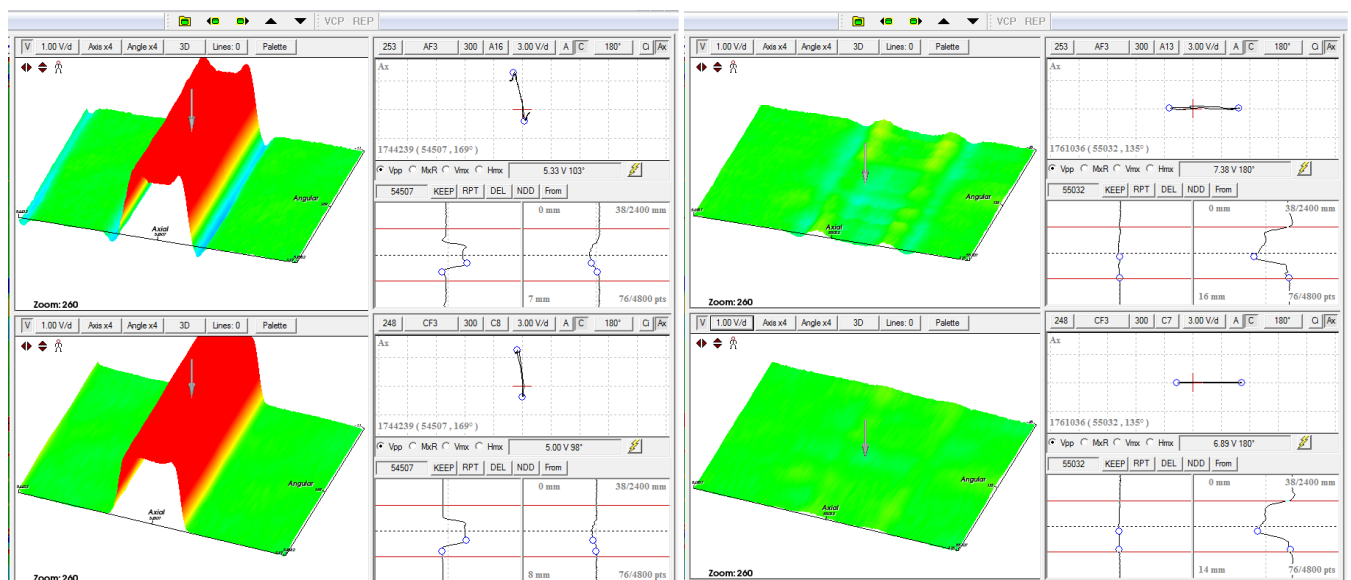 VCP REP
V 1.00 V/d Axis x4 Angle x4 3D Lines: 0 Palette
Angular
Axial
Zoom: 260
253 AF3 300 A16 3.00 V/d A C 180° Ci Ax
Ax
1744239 ( 54507 , 169° )
Vpp MxR Vmx Hmx 5.33 V 103°
54507 KEEP RPT DEL NDD From
0 mm 38/2400 mm
7 mm 76/4800 pts
V 1.00 V/d Axis x4 Angle x4 3D Lines: 0 Palette
Angular
Axial
Zoom: 260
248 CF3 300 C8 3.00 V/d A C 180° Ci Ax
Ax
1744239 ( 54507 , 169° )
Vpp MxR Vmx Hmx 5.00 V 98°
54507 KEEP RPT DEL NDD From
0 mm 38/2400 mm
8 mm 76/4800 pts
VCP REP
V 1.00 V/d Axis x4 Angle x4 3D Lines: 0 Palette
Angular
Axial
Zoom: 260
253 AF3 300 A13 3.00 V/d A C 180° Ci Ax
Ax
1761036 ( 55032 , 135° )
Vpp MxR Vmx Hmx 7.38 V 180°
55032 KEEP RPT DEL NDD From
0 mm 38/2400 mm
16 mm 76/4800 pts
V 1.00 V/d Axis x4 Angle x4 3D Lines: 0 Palette
Angular
Axial
Zoom: 260
248 CF3 300 C7 3.00 V/d A C 180° Ci Ax
Ax
1761036 ( 55032 , 135° )
Vpp MxR Vmx Hmx 6.89 V 180°
55032 KEEP RPT DEL NDD From
0 mm 38/2400 mm
14 mm 76/4800 pts